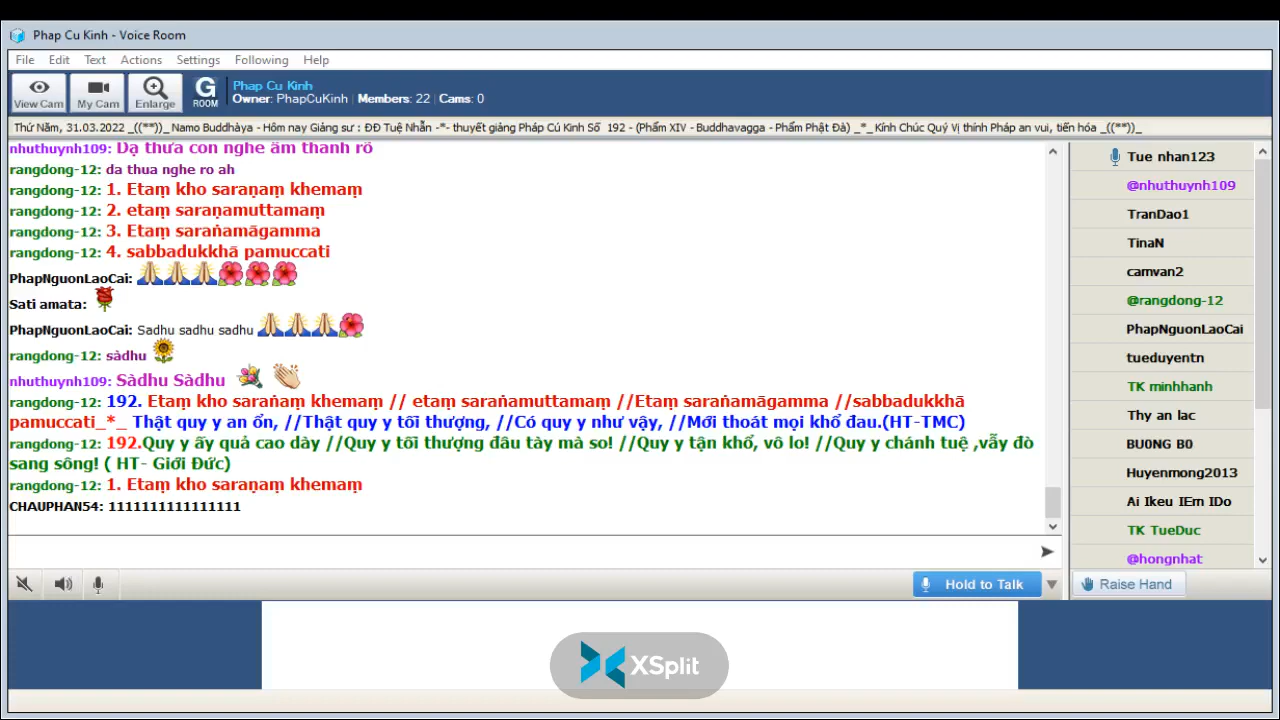 Phap Cu Kinh - Voice Room
File Edit Text Actions Settings Following Help
View Cam My Cam Enlarge G ROOM
Phap Cu Kinh
Owner: PhapCuKinh Members: 22 Cams: 0
Thứ Năm, 31.03.2022 _((**))_ Namo Buddhàya - Hôm nay Giảng sư : ĐĐ Tuệ Nhẫn -*- thuyết giảng Pháp Cú Kinh Số 192 - (Phẩm XIV - Buddhavagga - Phẩm Phật Đà) _*_ Kính Chúc Quý Vị thính Pháp an vui, tiến hóa _((**))_
nhuthuynh109: Dạ thưa con nghe âm thanh rõ
rangdong-12: da thua nghe ro ah
rangdong-12: 1. Etaṃ kho saraṇaṃ khemaṃ
rangdong-12: 2. etaṃ saraṇamuttamaṃ
rangdong-12: 3. Etaṃ saraṅamāgamma
rangdong-12: 4. sabbadukkhā pamuccati
PhapNguonLaoCai:
Sati amata:
PhapNguonLaoCai: Sadhu sadhu sadhu
rangdong-12: sàdhu
nhuthuynh109: Sàdhu Sàdhu
rangdong-12: 192. Etaṃ kho saraṅaṃ khemaṃ // etaṃ saraṅamuttamaṃ //Etaṃ saraṅamāgamma //sabbadukkhā
pamuccati_*_ Thật quy y an ổn, //Thật quy y tối thượng, //Có quy y như vậy, //Mới thoát mọi khổ đau.(HT-TMC)
rangdong-12: 192.Quy y ấy quả cao dày //Quy y tối thượng đâu tày mà so! //Quy y tận khổ, vô lo! //Quy y chánh tuệ ,vẫy đò
sang sông! ( HT- Giới Đức)
rangdong-12: 1. Etaṃ kho saraṇaṃ khemaṃ
CHAUPHAN54: 1111111111111111
Hold to Talk
Tue nhan123
@nhuthuynh109
TranDao1
TinaN
camvan2
@rangdong-12
PhapNguonLaoCai
tueduyentn
TK minhhanh
Thy an lac
BU0NG B0
Huyenmong2013
Ai Ikeu IEm IDo
TK TueDuc
@hongnhat
Raise Hand
XSplit